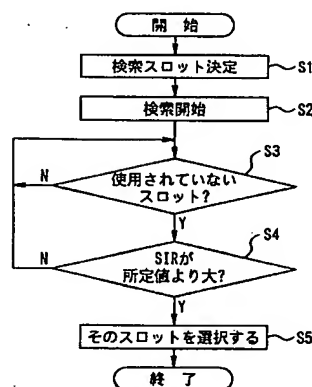 開 始
検索スロット決定
S1
検索開始
S2
S3
使用されていない
スロット?
N
Y
S4
SIRが
所定値より大?
N
Y
そのスロットを選択する
S5
終 了